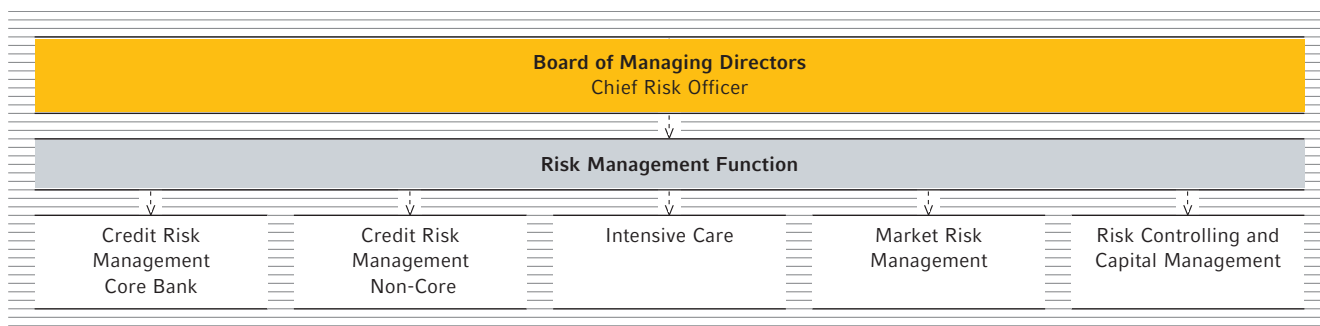 Board of Managing Directors
Chief Risk Officer
Risk Management Function
Credit Risk
Management
Core Bank
Credit Risk
Management
Non-Core
Intensive Care
Market Risk
Management
Risk Controlling and
Capital Management